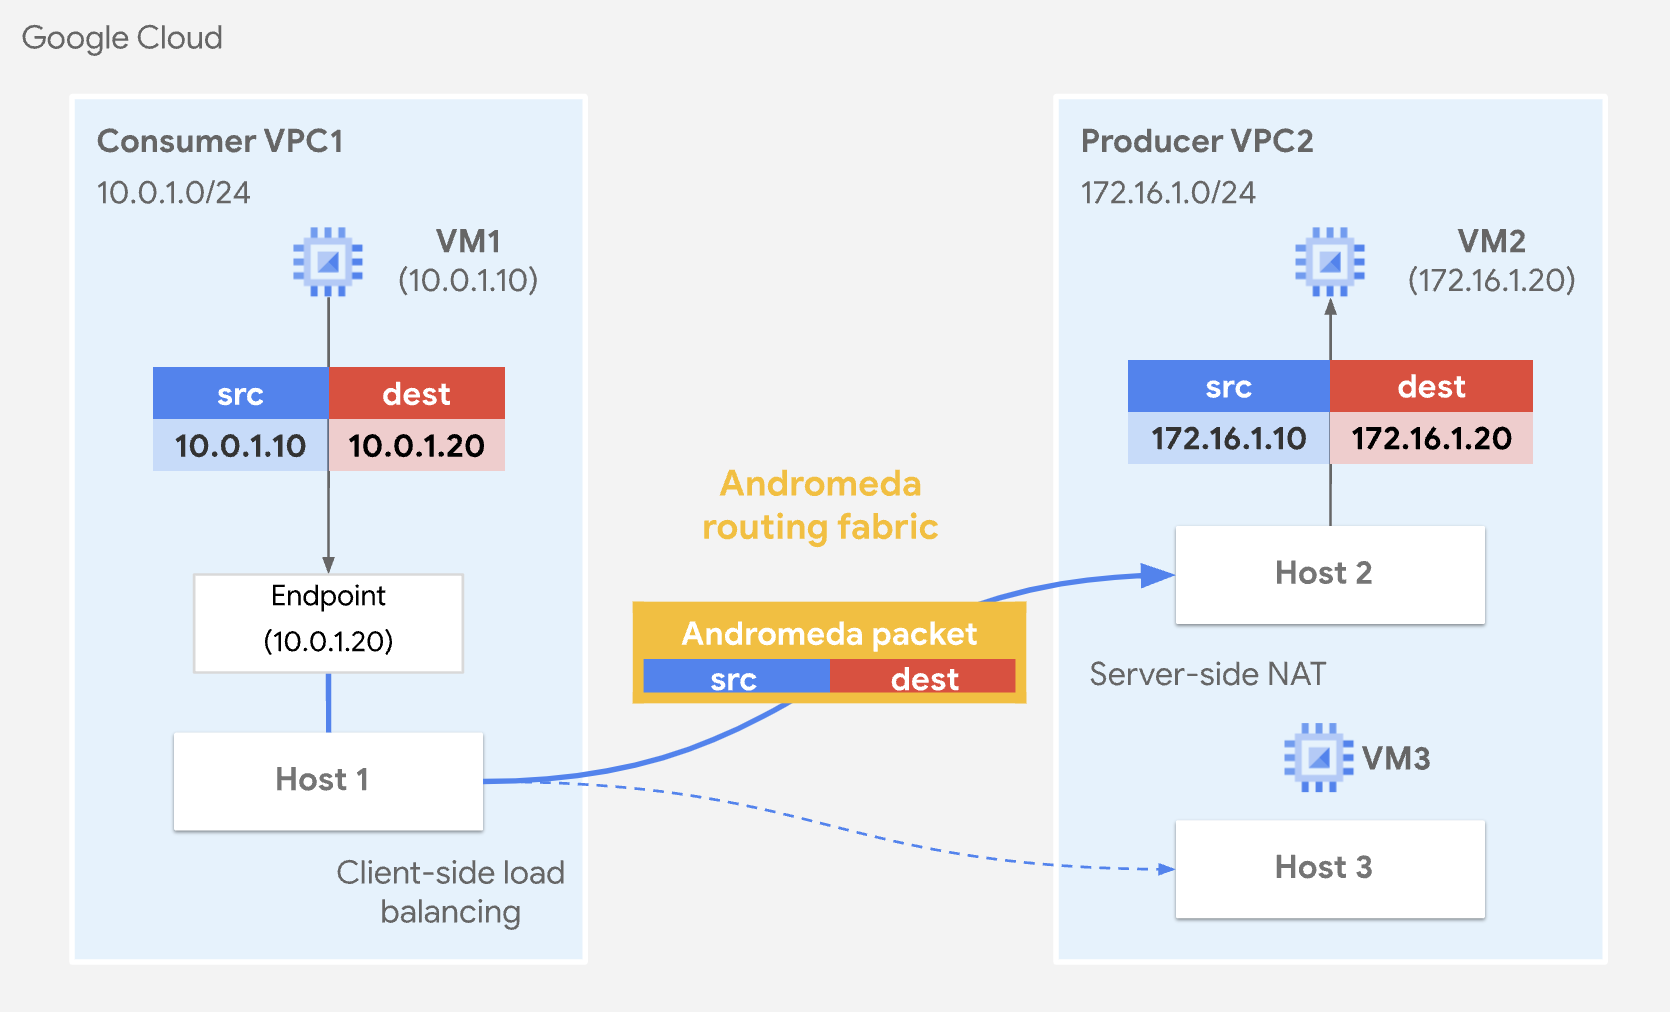 Google Cloud
Consumer VPC1
10.0.1.0/24
VM1
(10.0.1.10)
src dest
10.0.1.10 10.0.1.20
Endpoint
(10.0.1.20)
Host 1
Client-side load
balancing
Andromeda
routing fabric
Andromeda packet
src dest
Producer VPC2
172.16.1.0/24
VM2
(172.16.1.20)
src dest
172.16.1.10 172.16.1.20
Host 2
Server-side NAT
VM3
Host 3